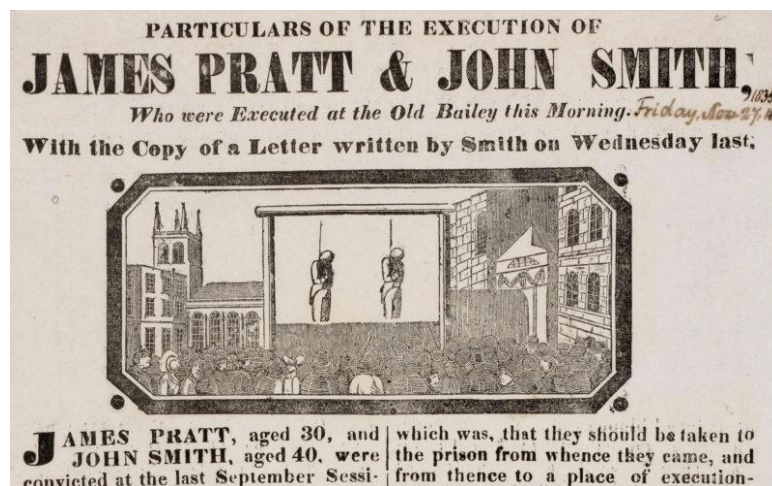 PARTICULARS OF THE EXECUTION OF
JAMES PRATT & JOHN SMITH,
Who were Executed at the Old Bailey this Morning. Friday, Nov 27, 1835
With the Copy of a Letter written by Smith on Wednesday last.
JAMES PRATT, aged 30, and
JOHN SMITH, aged 40, were
convicted at the last September Sessi-
which was, that they should be taken to
the prison from whence they came, and
from thence to a place of execution-